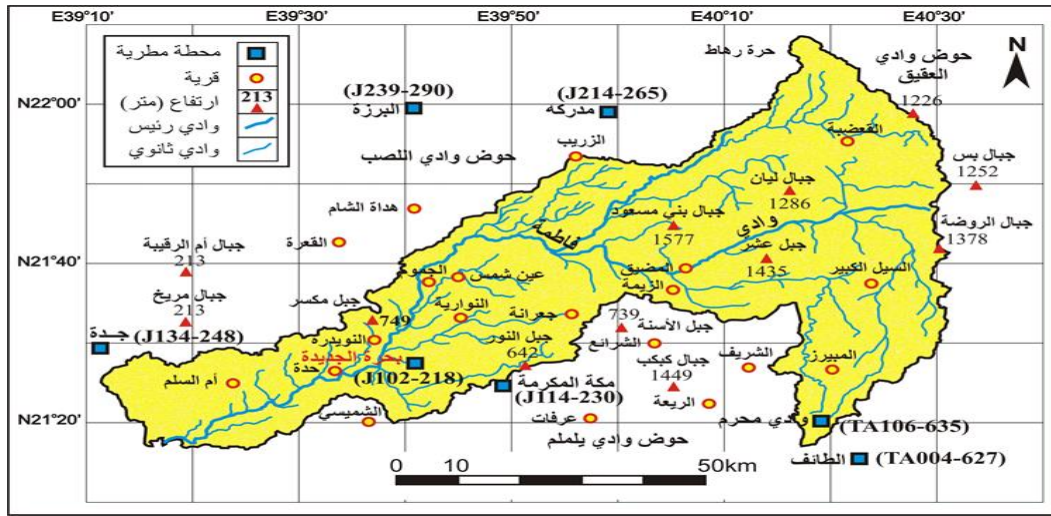 E39°10'
E39°30'
E39°50'
E40°10'
E40°30'
محطة مطرية
قرية
ارتفاع (متر)
213
وادي رئيس
وادي ثانوي
N
N22°00'
N21°40'
N21°20'
حرة رهاط
حوض وادي
العقيق
1226
(J239-290)
البرزة
(J214-265)
مدركه
القعضبة
الزريب
حوض وادي اللصب
جبال بس
1252
جبال ليان
1286
هداة الشام
جبال بني مسعود
1577
وادي
فاطمة
جبال الروضة
1378
القعرة
جبال أم الرقيبة
213
جبل عشر
1435
المضيق
السيل الكبير
الجموم
عين شمس
الزيمة
جبال مريخ
213
جبل مكسر
749
النوارية
جعرانة
739
جبل الأسنة
جدة
(J134-248)
النويدرة
جبل النور
642
الشرائع
بحرة الجديدة
(J102-218)
حدة
جبال كبكب
1449
الشريف
المبيرز
أم السلم
مكة المكرمة
(J114-230)
الريعة
الشميسي
عرفات
وادي محرم
(TA106-635)
حوض وادي يلملم
الطائف
(TA004-627)
0
10
50km